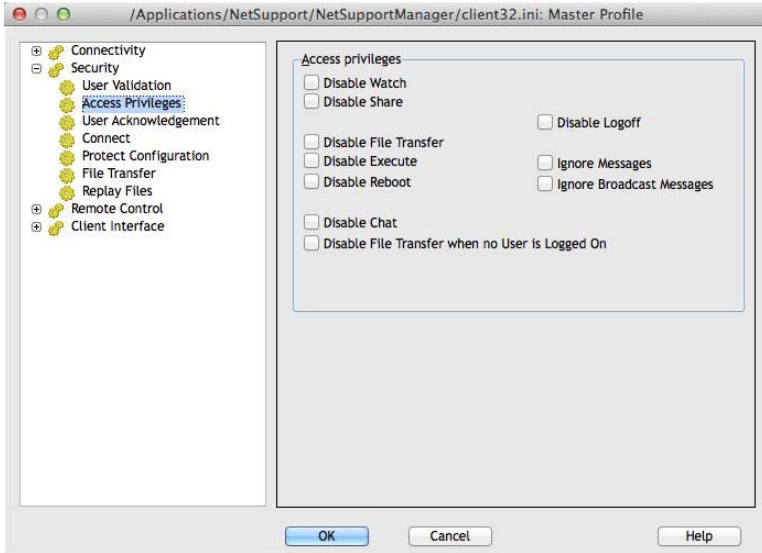 /Applications/NetSupport/NetSupportManager/client32.ini: Master Profile
Connectivity
Security
User Validation
Access Privileges
User Acknowledgement
Connect
Protect Configuration
File Transfer
Replay Files
Remote Control
Client Interface
Access privileges
Disable Watch
Disable Share
Disable Logoff
Disable File Transfer
Disable Execute
Ignore Messages
Disable Reboot
Ignore Broadcast Messages
Disable Chat
Disable File Transfer when no User is Logged On
OK
Cancel
Help